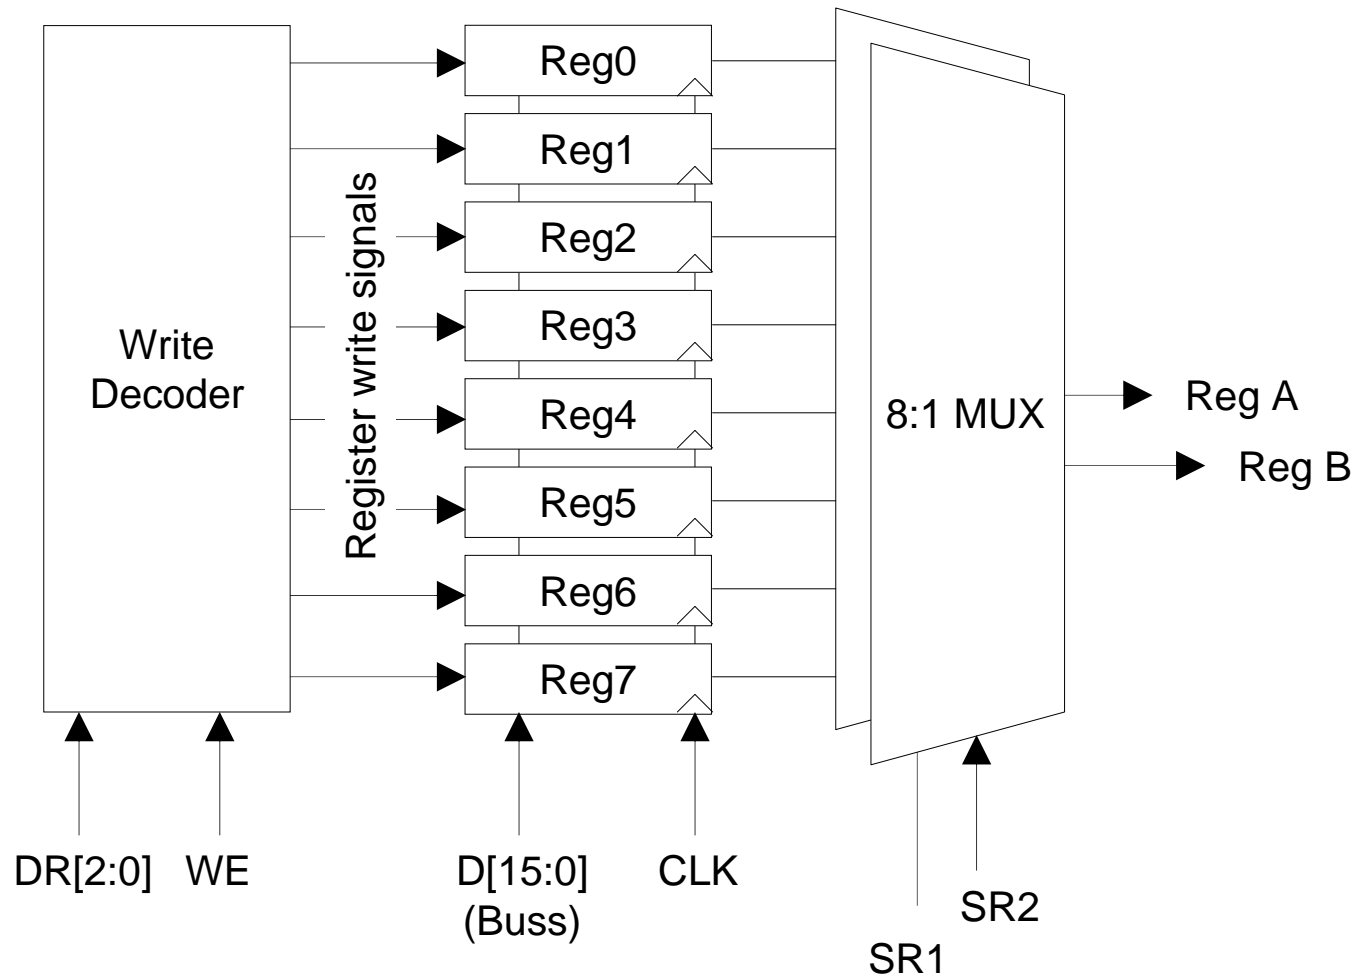 Reg0
Reg1
Reg2
Reg3
Reg4
Reg5
Reg6
Reg7
Write
Decoder
Register write signals
8:1 MUX
Reg A
Reg B
DR[2:0]
WE
D[15:0]
(Buss)
CLK
SR2
SR1